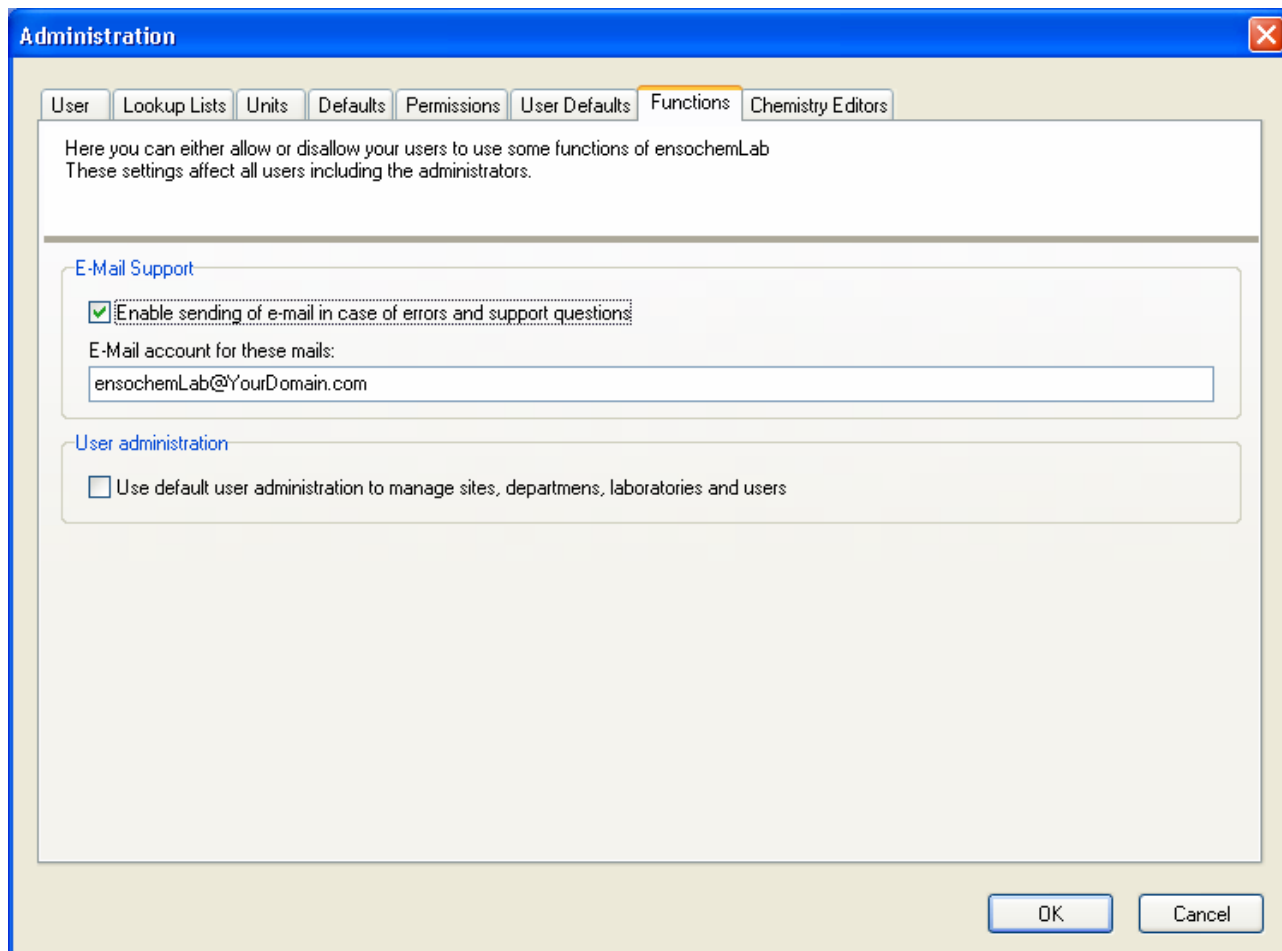 Administration
User
Lookup Lists
Units
Defaults
Permissions
User Defaults
Functions
Chemistry Editors
Here you can either allow or disallow your users to use some functions of ensochemLab
These settings affect all users including the administrators.
E-Mail Support
Enable sending of e-mail in case of errors and support questions
E-Mail account for these mails:
ensochemLab@YourDomain.com
User administration
Use default user administration to manage sites, departmens, laboratories and users
OK
Cancel